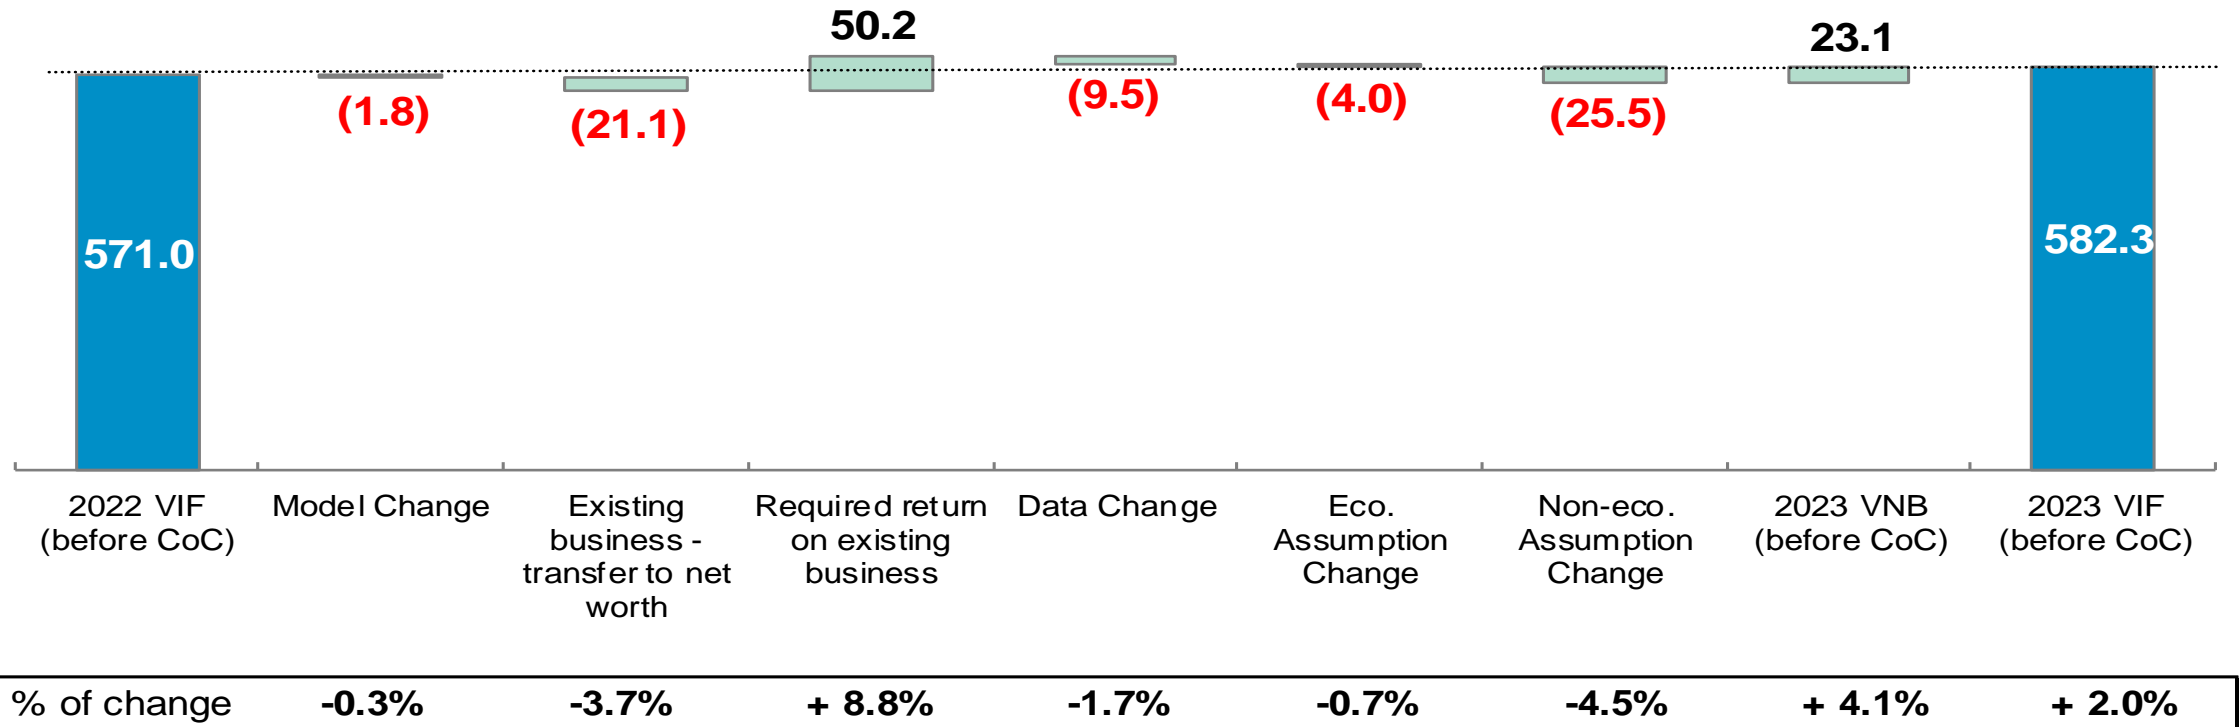 50.2
23.1
(1.8)
(21.1)
(9.5)
(4.0)
(25.5)
571.0
582.3
2022 VIF
(before CoC)
Model Change
Existing
business -
transfer to net
worth
Required return
on existing
business
Data Change
Eco.
Assumption
Change
Non-eco.
Assumption
Change
2023 VNB
(before CoC)
2023 VIF
(before CoC)
% of change -0.3% -3.7% + 8.8% -1.7% -0.7% -4.5% + 4.1% + 2.0%